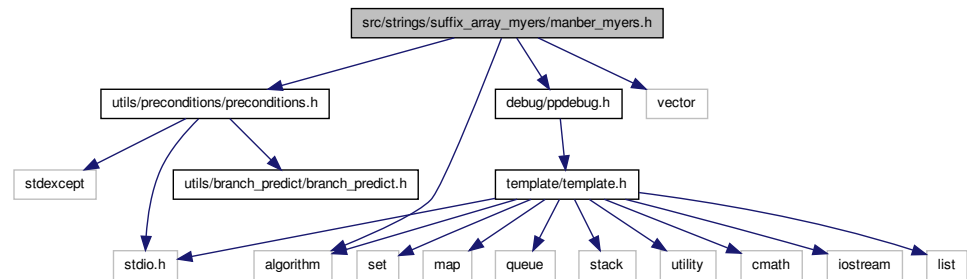 src/strings/suffix_array_myers/manber_myers.h
utils/preconditions/preconditions.h
debug/ppdebug.h
vector
stdexcept
utils/branch_predict/branch_predict.h
template/template.h
stdio.h
algorithm
set
map
queue
stack
utility
cmath
iostream
list